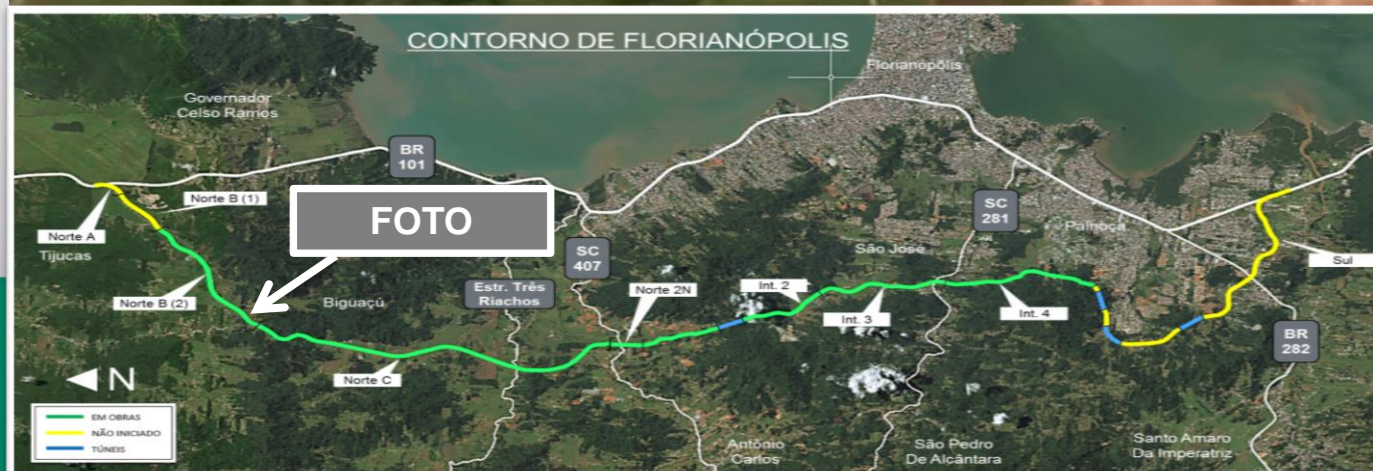 CONTORNO DE FLORIANÓPOLIS
Florianópolis
Governador
Celso Ramos
BR
101
Norte B (1)
FOTO
Norte A
Tijucas
SC
407
SC
281
Palhoça
São José
Sul
Estr. Três
Riachos
Norte 2N
Int. 2
Norte B (2)
Biguaçú
Int. 3
Int. 4
BR
282
N
Norte C
EM OBRAS
NÃO INICIADO
TÚNEIS
Antônio
Carlos
São Pedro
De Alcântara
Santo Amaro
Da Imperatriz